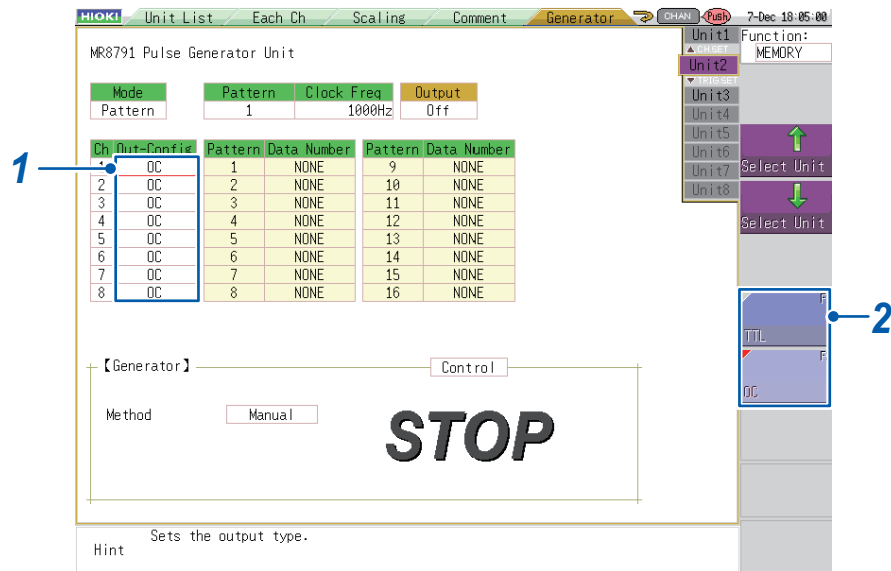 HIOKI Unit List Each Ch Scaling Comment Generator CHAN Push 7-Dec 18:05:00
MR8791 Pulse Generator Unit
Mode Pattern Clock Freq Output
Pattern 1 1000Hz Off
Ch Out-Config Pattern Data Number Pattern Data Number
1 OC 1 NONE 9 NONE
2 OC 2 NONE 10 NONE
3 OC 3 NONE 11 NONE
4 OC 4 NONE 12 NONE
5 OC 5 NONE 13 NONE
6 OC 6 NONE 14 NONE
7 OC 7 NONE 15 NONE
8 OC 8 NONE 16 NONE
1
【Generator】 Control
Method Manual
STOP
Hint Sets the output type.
Unit1
▲ CH.SET
Unit2
▼ TRIG.SET
Unit3
Unit4
Unit5
Unit6
Unit7
Unit8
Function:
MEMORY
Select Unit
Select Unit
TTL
OC
2